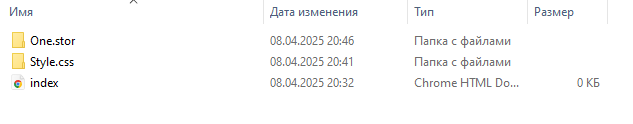 Имя Дата изменения Тип Размер
One.stor 08.04.2025 20:46 Папка с файлами
Style.css 08.04.2025 20:41 Папка с файлами
index 08.04.2025 20:32 Chrome HTML Do... 0 КБ